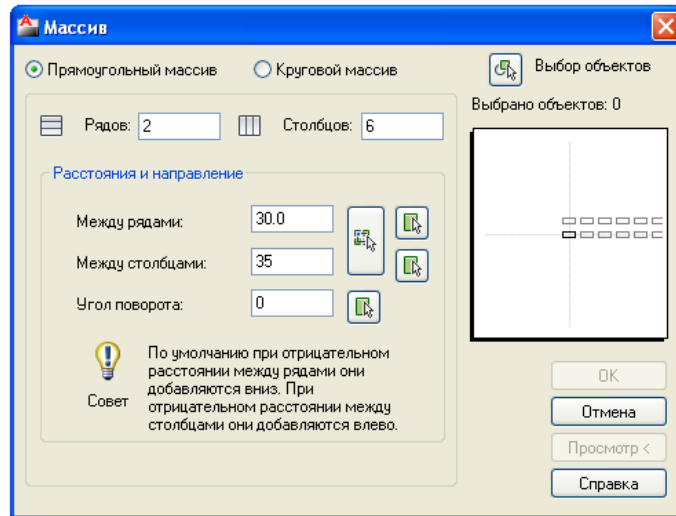 Массив
Прямоугольный массив
Круговой массив
Выбор объектов
Выбрано объектов: 0
Рядов: 2
Столбцов: 6
Расстояния и направление
Между рядами: 30.0
Между столбцами: 35
Угол поворота: 0
Совет
По умолчанию при отрицательном
расстоянии между рядами они
добавляются вниз. При
отрицательном расстоянии между
столбцами они добавляются влево.
OK
Отмена
Просмотр <
Справка